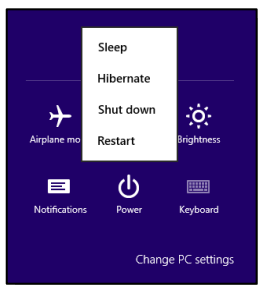 Sleep
Hibernate
Shut down
Restart
Airplane mo
Brightness
Notifications
Power
Keyboard
Change PC settings